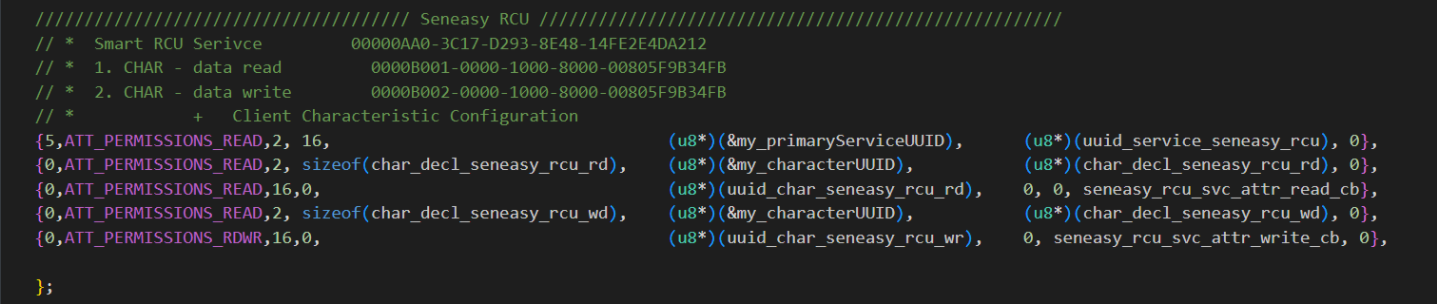 ////////////////////////////////////// Seneasy RCU /////////////////////////////////////////////////////
// *  Smart RCU Serivce         00000AA0-3C17-D293-8E48-14FE2E4DA212
// *  1. CHAR - data read         0000B001-0000-1000-8000-00805F9B34FB
// *  2. CHAR - data write        0000B002-0000-1000-8000-00805F9B34FB
// *            +   Client Characteristic Configuration
{5,ATT_PERMISSIONS_READ,2, 16,                                  (u8*)(&my_primaryServiceUUID),      (u8*)(uuid_service_seneasy_rcu), 0},
{0,ATT_PERMISSIONS_READ,2, sizeof(char_decl_seneasy_rcu_rd),    (u8*)(&my_characterUUID),           (u8*)(char_decl_seneasy_rcu_rd), 0},
{0,ATT_PERMISSIONS_READ,16,0,                                   (u8*)(uuid_char_seneasy_rcu_rd),    0, 0, seneasy_rcu_svc_attr_read_cb},
{0,ATT_PERMISSIONS_READ,2, sizeof(char_decl_seneasy_rcu_wd),    (u8*)(&my_characterUUID),           (u8*)(char_decl_seneasy_rcu_wd), 0},
{0,ATT_PERMISSIONS_RDWR,16,0,                                   (u8*)(uuid_char_seneasy_rcu_wr),    0, seneasy_rcu_svc_attr_write_cb, 0},
};